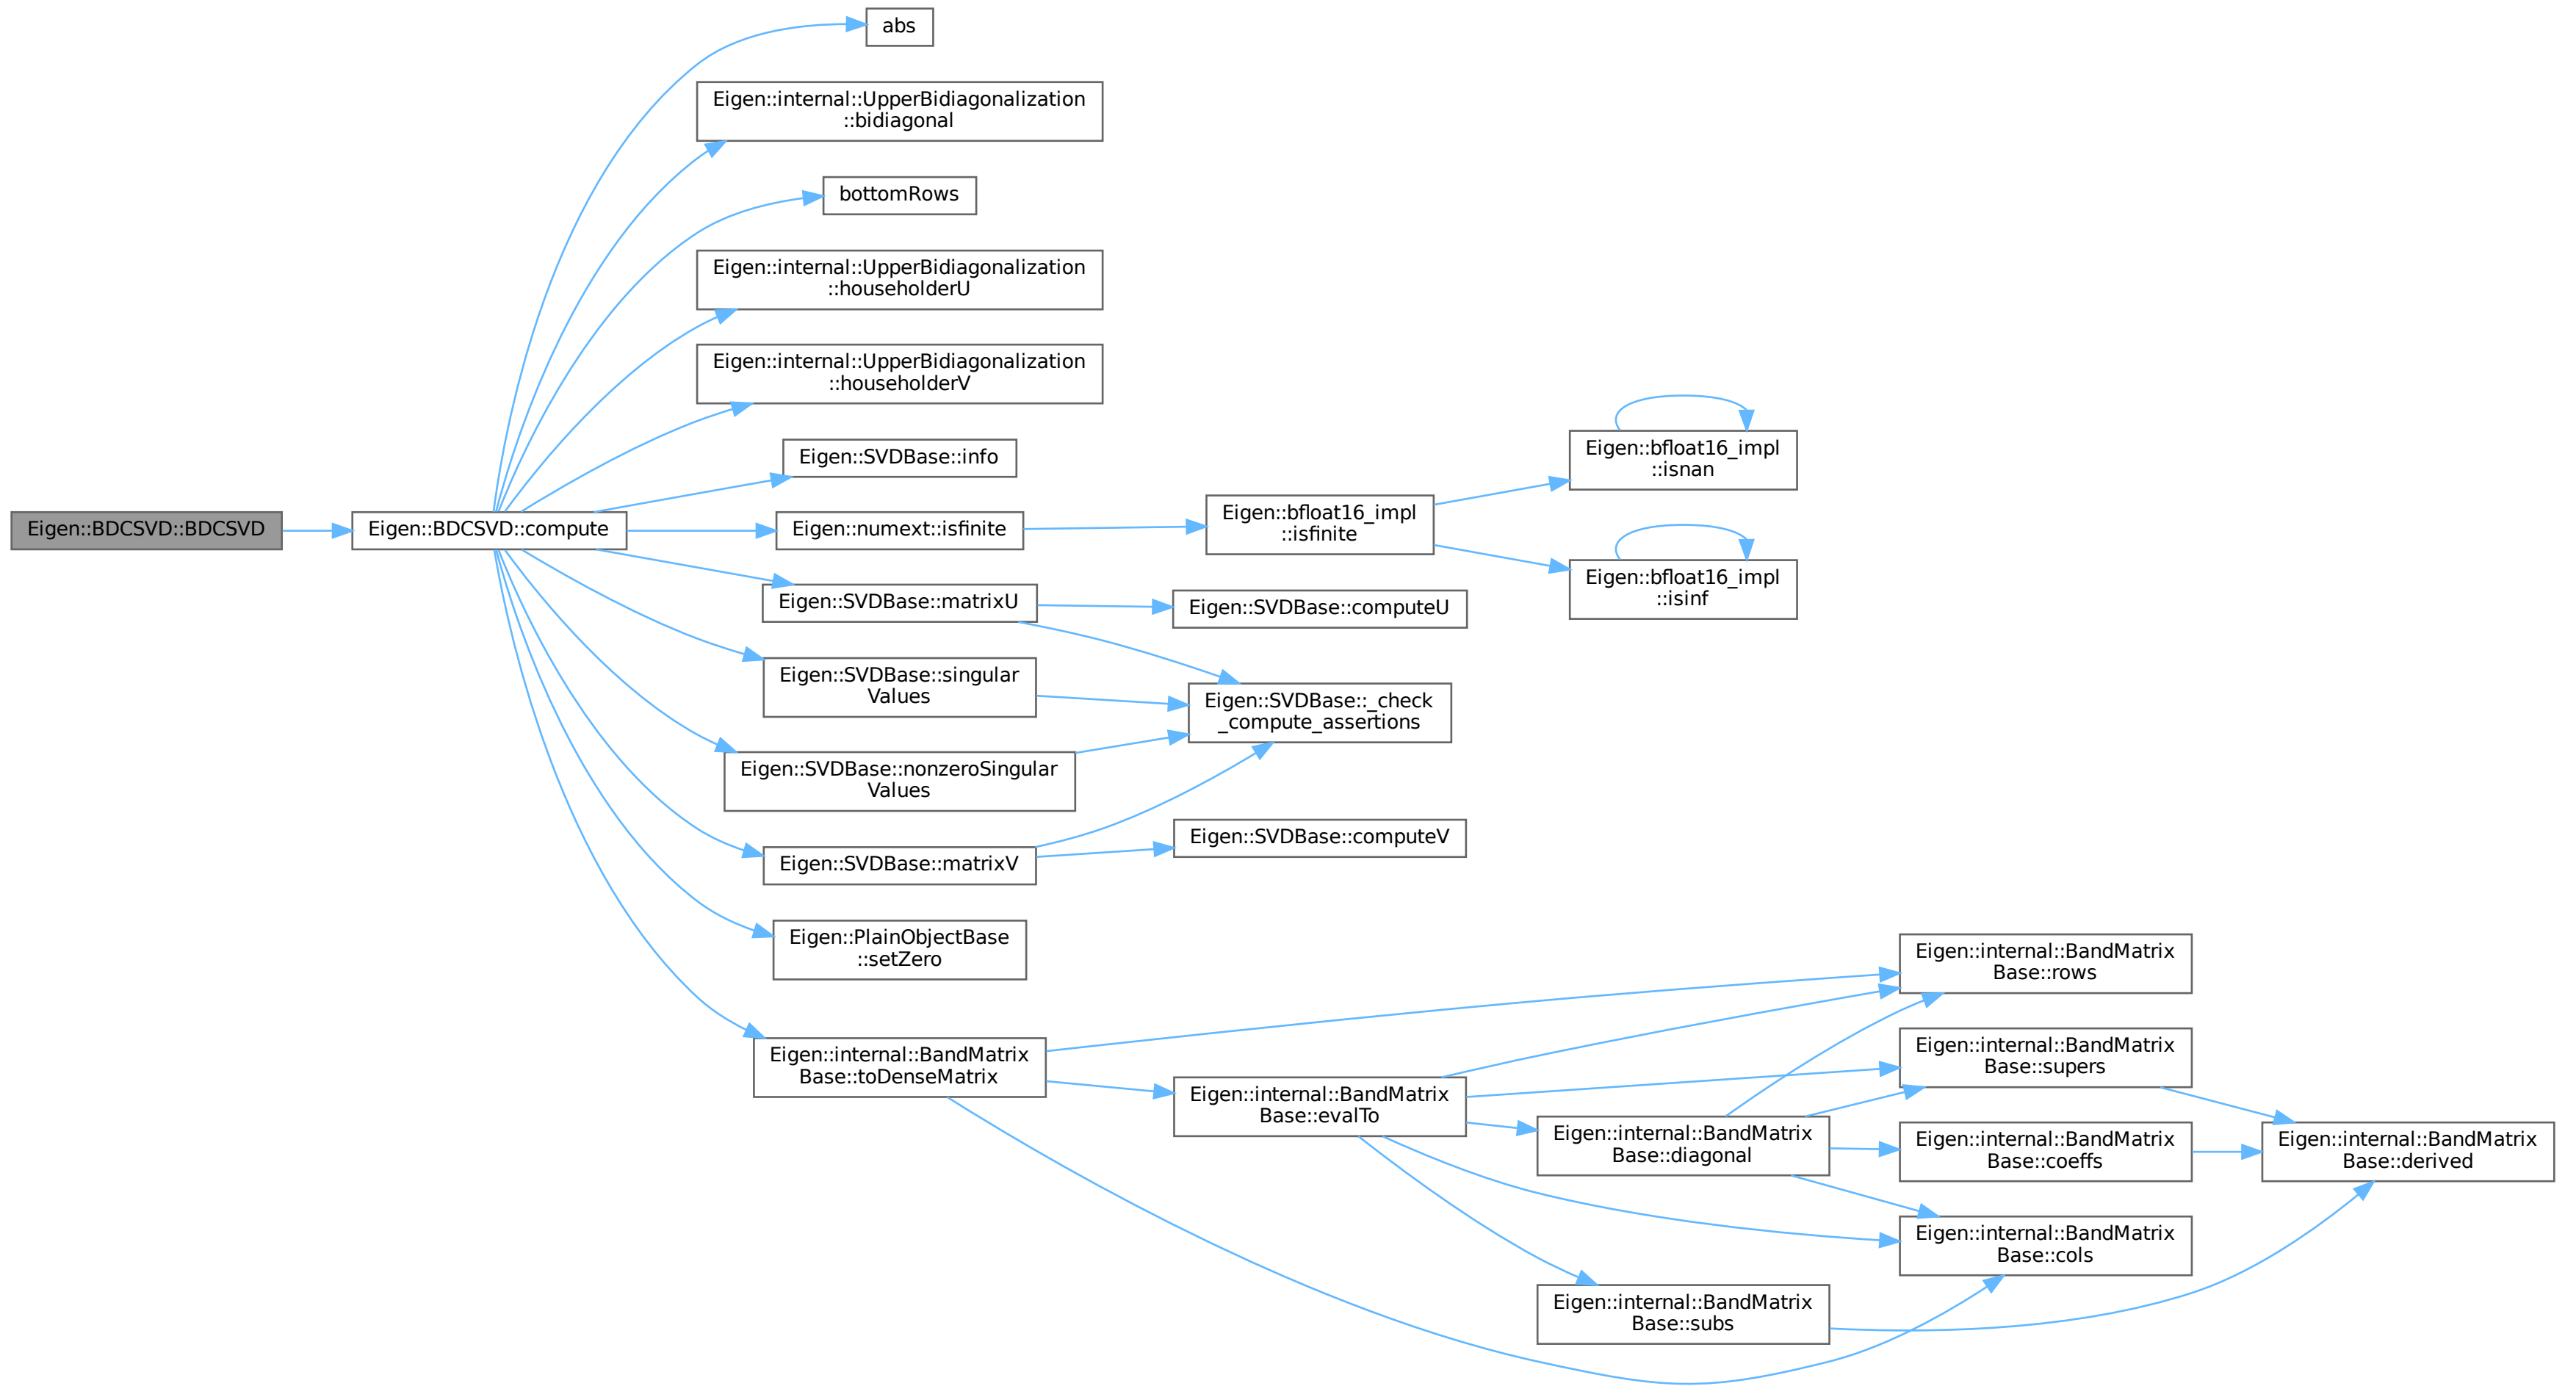 Eigen::BDCSVD::BDCSVD
Eigen::BDCSVD::compute
abs
Eigen::internal::UpperBidiagonalization
::bidiagonal
bottomRows
Eigen::internal::UpperBidiagonalization
::householderU
Eigen::internal::UpperBidiagonalization
::householderV
Eigen::SVDBase::info
Eigen::numext::isfinite
Eigen::SVDBase::matrixU
Eigen::SVDBase::singular
Values
Eigen::SVDBase::nonzeroSingular
Values
Eigen::SVDBase::matrixV
Eigen::PlainObjectBase
::setZero
Eigen::internal::BandMatrix
Base::toDenseMatrix
Eigen::bfloat16_impl
::isfinite
Eigen::SVDBase::computeU
Eigen::SVDBase::_check
_compute_assertions
Eigen::SVDBase::computeV
Eigen::internal::BandMatrix
Base::evalTo
Eigen::bfloat16_impl
::isnan
Eigen::bfloat16_impl
::isinf
Eigen::internal::BandMatrix
Base::diagonal
Eigen::internal::BandMatrix
Base::subs
Eigen::internal::BandMatrix
Base::rows
Eigen::internal::BandMatrix
Base::supers
Eigen::internal::BandMatrix
Base::coeffs
Eigen::internal::BandMatrix
Base::cols
Eigen::internal::BandMatrix
Base::derived